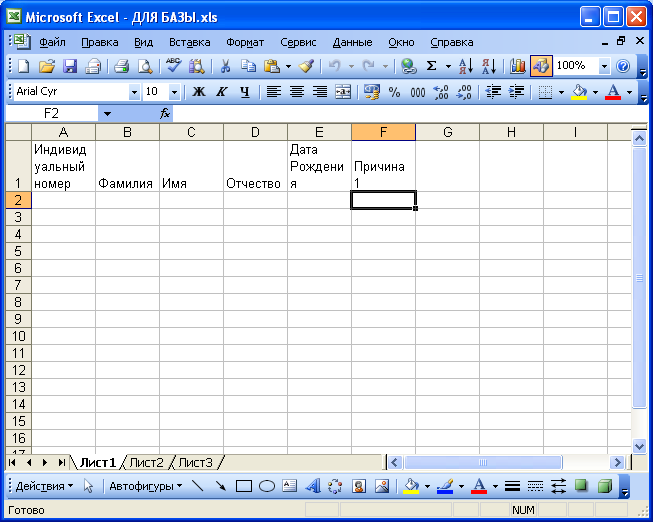 Microsoft Excel - ДЛЯ БАЗЫ.xls
Файл Правка Вид Вставка Формат Сервис Данные Окно Справка
100%
Arial Cyr 10 Ж К Ч
F2 fx
A B C D E F G H I
1 Индивид
уальный
номер Фамилия Имя Отчество Дата
Рождени
я Причина
1
2
3
4
5
6
7
8
9
10
11
12
13
14
15
16
17
Лист1 Лист2 Лист3
Действия Автофигуры
Готово NUM